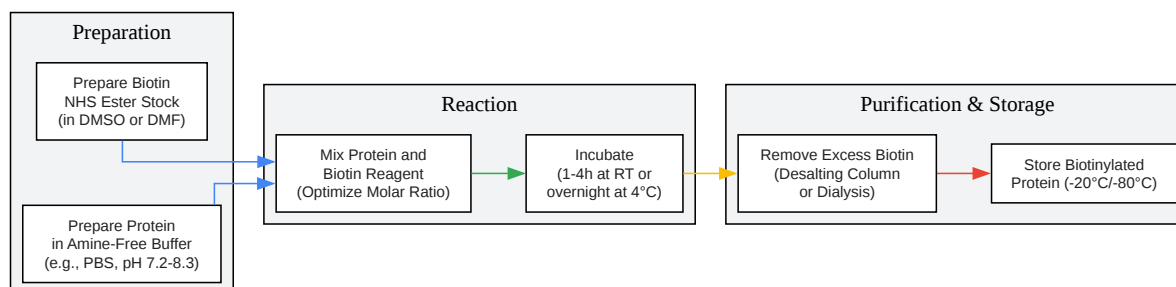 Preparation
Prepare Biotin
NHS Ester Stock
(in DMSO or DMF)
Prepare Protein
in Amine-Free Buffer
(e.g., PBS, pH 7.2-8.3)
Reaction
Mix Protein and
Biotin Reagent
(Optimize Molar Ratio)
Incubate
(1-4h at RT or
overnight at 4°C)
Purification & Storage
Remove Excess Biotin
(Desalting Column
or Dialysis)
Store Biotinylated
Protein (-20°C/-80°C)